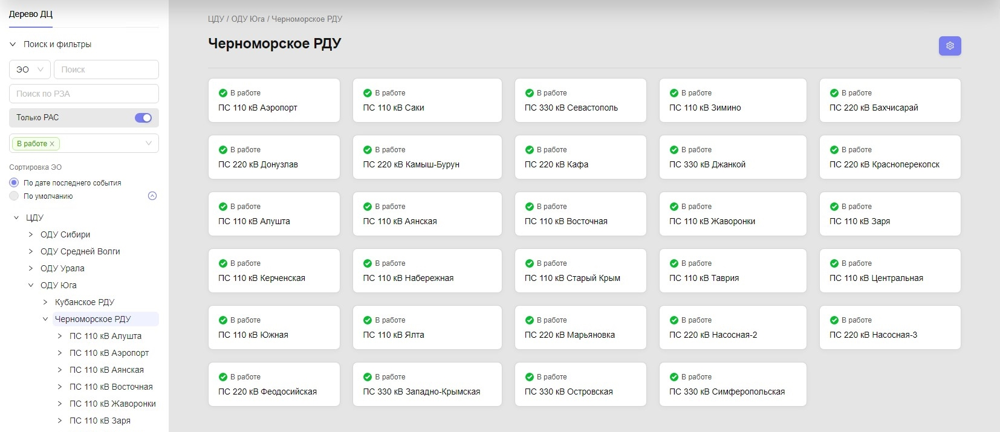 Дерево ДЦ
Поиск и фильтры
ЭО
Поиск
Поиск по РЗА
Только РАС
В работе
Сортировка ЭО
По дате последнего события
По умолчанию
ЦДУ
ОДУ Сибири
ОДУ Средней Волги
ОДУ Урала
ОДУ Юга
Кубанское РДУ
Черноморское РДУ
ПС 110 кВ Алушта
ПС 110 кВ Аэропорт
ПС 110 кВ Аянская
ПС 110 кВ Восточная
ПС 110 кВ Жаворонки
ПС 110 кВ Заря
ЦДУ / ОДУ Юга / Черноморское РДУ
Черноморское РДУ
В работе
ПС 110 кВ Аэропорт
В работе
ПС 110 кВ Саки
В работе
ПС 330 кВ Севастополь
В работе
ПС 110 кВ Зимино
В работе
ПС 220 кВ Бахчисарай
В работе
ПС 220 кВ Донузлав
В работе
ПС 220 кВ Камыш-Бурун
В работе
ПС 220 кВ Кафа
В работе
ПС 330 кВ Джанкой
В работе
ПС 220 кВ Красноперекопск
В работе
ПС 110 кВ Алушта
В работе
ПС 110 кВ Аянская
В работе
ПС 110 кВ Восточная
В работе
ПС 110 кВ Жаворонки
В работе
ПС 110 кВ Заря
В работе
ПС 110 кВ Керченская
В работе
ПС 110 кВ Набережная
В работе
ПС 110 кВ Старый Крым
В работе
ПС 110 кВ Таврия
В работе
ПС 110 кВ Центральная
В работе
ПС 110 кВ Южная
В работе
ПС 110 кВ Ялта
В работе
ПС 220 кВ Марьяновка
В работе
ПС 220 кВ Насосная-2
В работе
ПС 220 кВ Насосная-3
В работе
ПС 220 кВ Феодосийская
В работе
ПС 330 кВ Западно-Крымская
В работе
ПС 330 кВ Островская
В работе
ПС 330 кВ Симферопольская